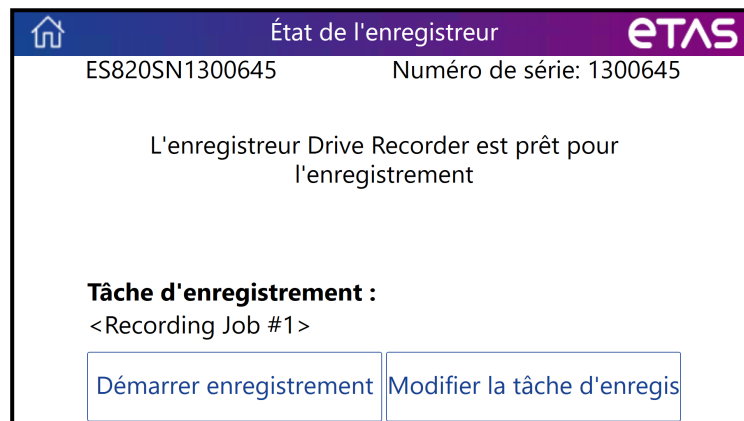 État de l'enregistreur
ETAS
ES820SN1300645 Numéro de série: 1300645
L'enregistreur Drive Recorder est prêt pour
l'enregistrement
Tâche d'enregistrement :
<Recording Job #1>
Démarrer enregistrement Modifier la tâche d'enregis